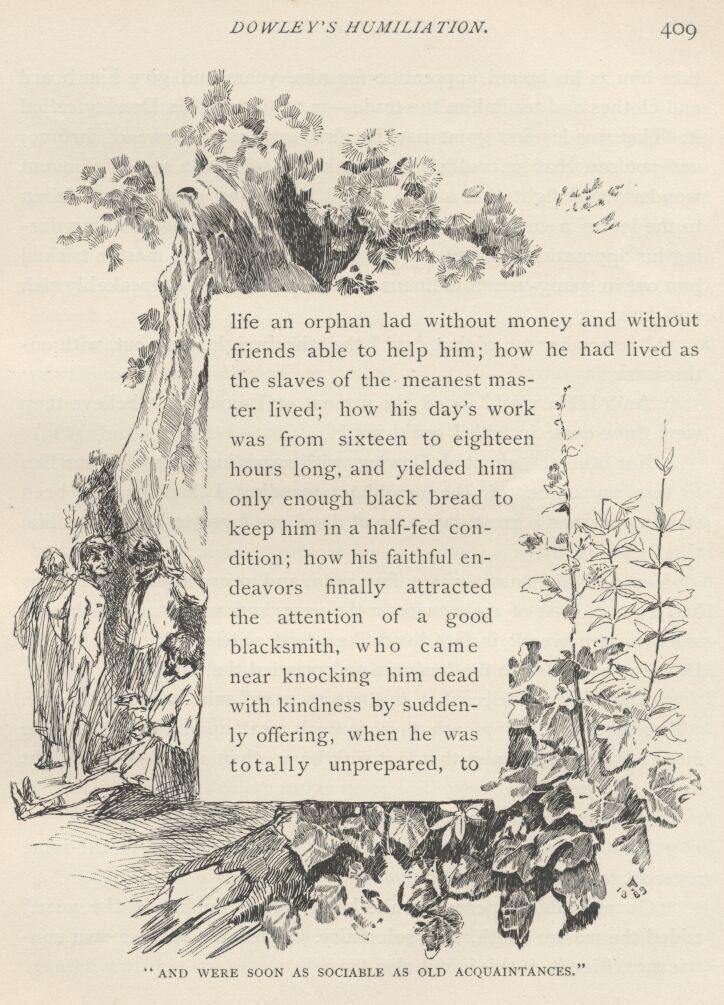 DOWLEY'S HUMILIATION. 409
life an orphan lad without money and without
friends able to help him; how he had lived as
the slaves of the meanest mas-
ter lived; how his day's work
was from sixteen to eighteen
hours long, and yielded him
only enough black bread to
keep him in a half-fed con-
dition; how his faithful en-
deavors finally attracted
the attention of a good
blacksmith, who came
near knocking him dead
with kindness by sudden-
ly offering, when he was
totally unprepared, to
"AND WERE SOON AS SOCIABLE AS OLD ACQUAINTANCES."